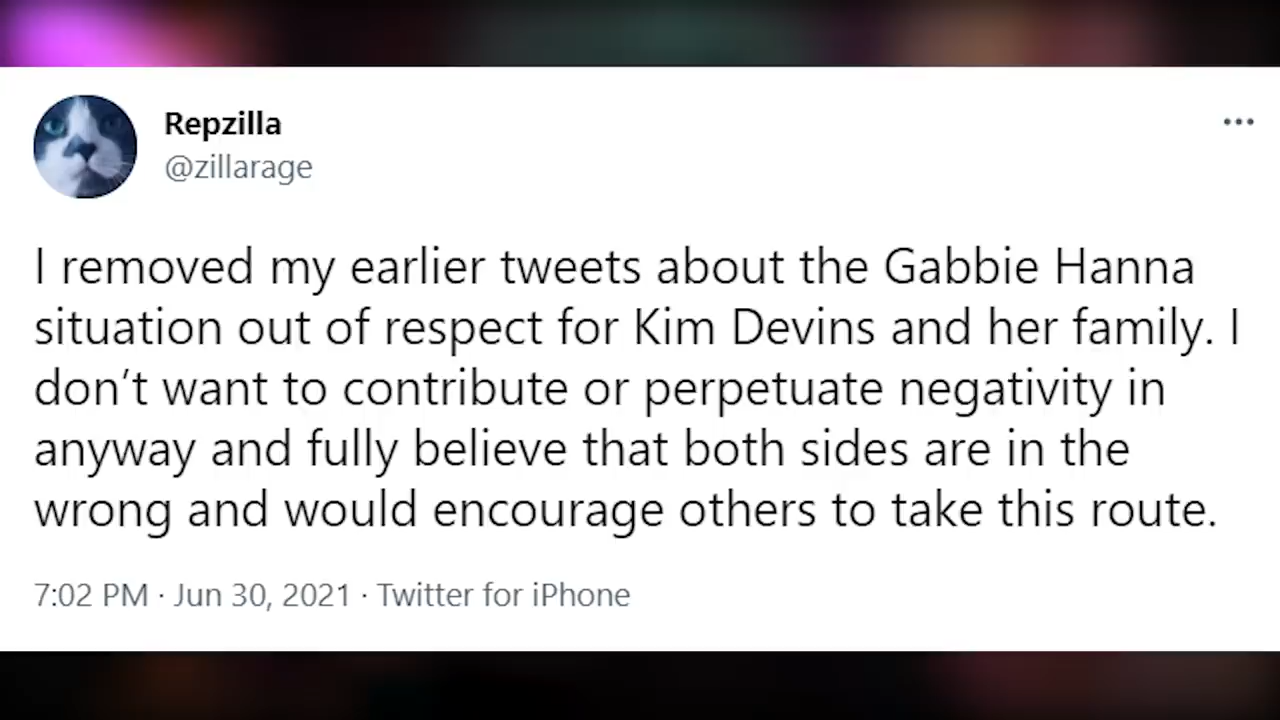 Repzilla
@zillarage
I removed my earlier tweets about the Gabbie Hanna
situation out of respect for Kim Devins and her family. I
don’t want to contribute or perpetuate negativity in
anyway and fully believe that both sides are in the
wrong and would encourage others to take this route.
7:02 PM · Jun 30, 2021 · Twitter for iPhone